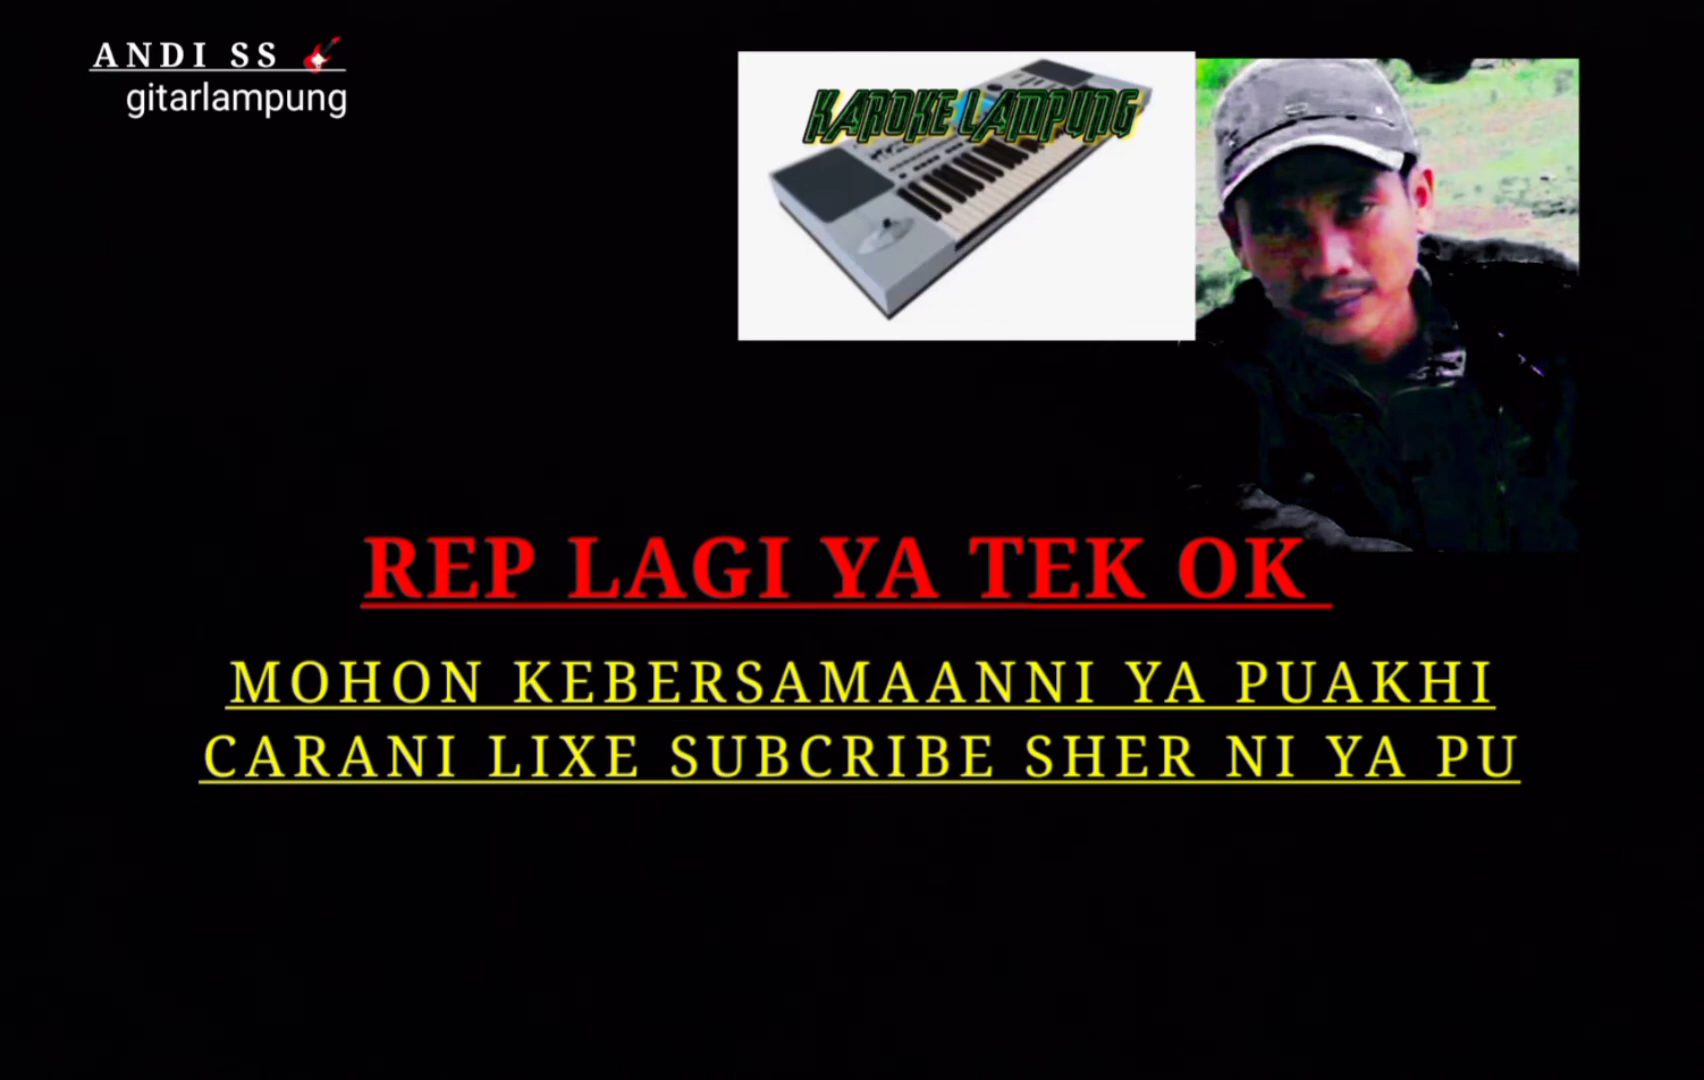 ANDI SS
gitarlampung
KAROKE LAMPUNG
REP LAGI YA TEK OK
MOHON KEBERSAMAANNI YA PUAKHI
CARANI LIXE SUBCRIBE SHER NI YA PU